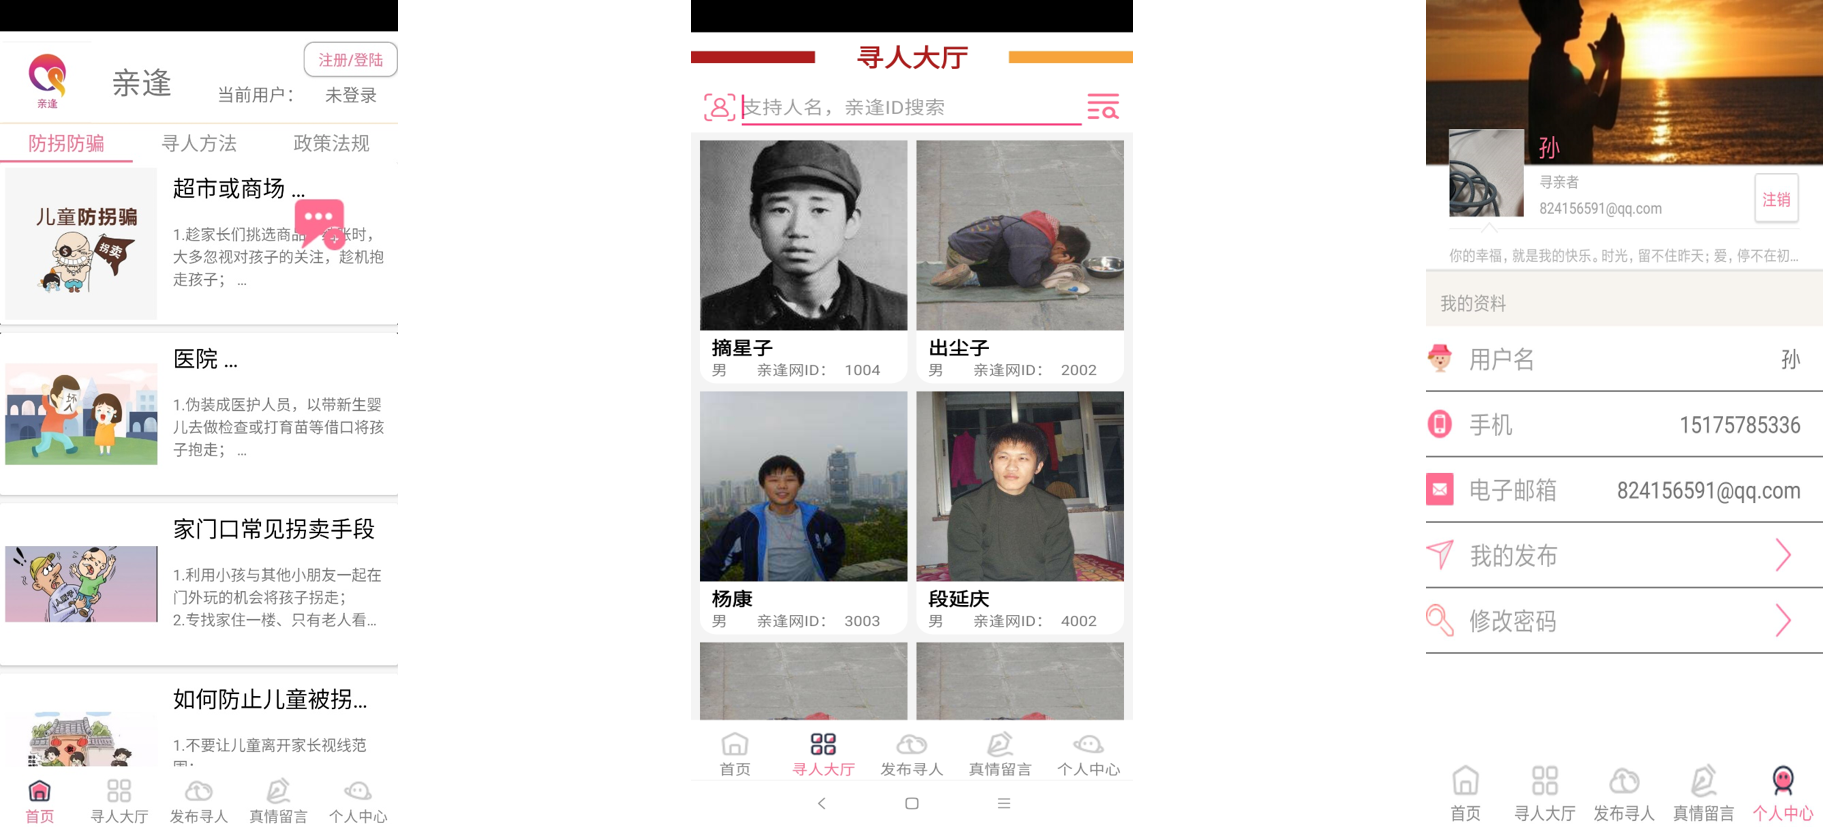 亲逢
亲逢
注册/登陆
当前用户：
未登录
防拐防骗
寻人方法
政策法规
儿童防拐骗
拐卖
超市或商场 ...
1.趁家长们挑选商品
账时，
大多忽视对孩子的关注，趁机抱
走孩子； ...
坏人
医院 ...
1.伪装成医护人员，以带新生婴
儿去做检查或打育苗等借口将孩
子抱走； ...
家门口常见拐卖手段
1.利用小孩与其他小朋友一起在
门外玩的机会将孩子拐走；
2.专找家住一楼、只有老人看...
如何防止儿童被拐...
1.不要让儿童离开家长视线范
围；
首页
寻人大厅
发布寻人
真情留言
个人中心
寻人大厅
支持人名，亲逢ID搜索
摘星子
男 亲逢网ID： 1004
出尘子
男 亲逢网ID： 2002
杨康
男 亲逢网ID： 3003
段延庆
男 亲逢网ID： 4002
首页
寻人大厅
发布寻人
真情留言
个人中心
孙
寻亲者
824156591@qq.com
注销
你的幸福，就是我的快乐。时光，留不住昨天；爱，停不在初...
我的资料
用户名
孙
手机
15175785336
电子邮箱
824156591@qq.com
我的发布
修改密码
首页
寻人大厅
发布寻人
真情留言
个人中心